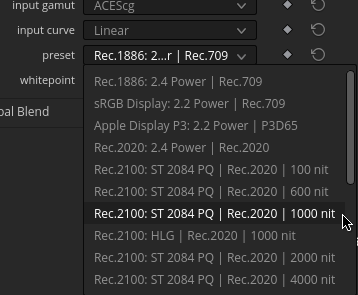 input gamut ACEScg
input curve Linear
preset Rec.1886: 2...r | Rec.709
whitepoint
bal Blend
Rec.1886: 2.4 Power | Rec.709
sRGB Display: 2.2 Power | Rec.709
Apple Display P3: 2.2 Power | P3D65
Rec.2020: 2.4 Power | Rec.2020
Rec.2100: ST 2084 PQ | Rec.2020 | 100 nit
Rec.2100: ST 2084 PQ | Rec.2020 | 600 nit
Rec.2100: ST 2084 PQ | Rec.2020 | 1000 nit
Rec.2100: HLG | Rec.2020 | 1000 nit
Rec.2100: ST 2084 PQ | Rec.2020 | 2000 nit
Rec.2100: ST 2084 PQ | Rec.2020 | 4000 nit